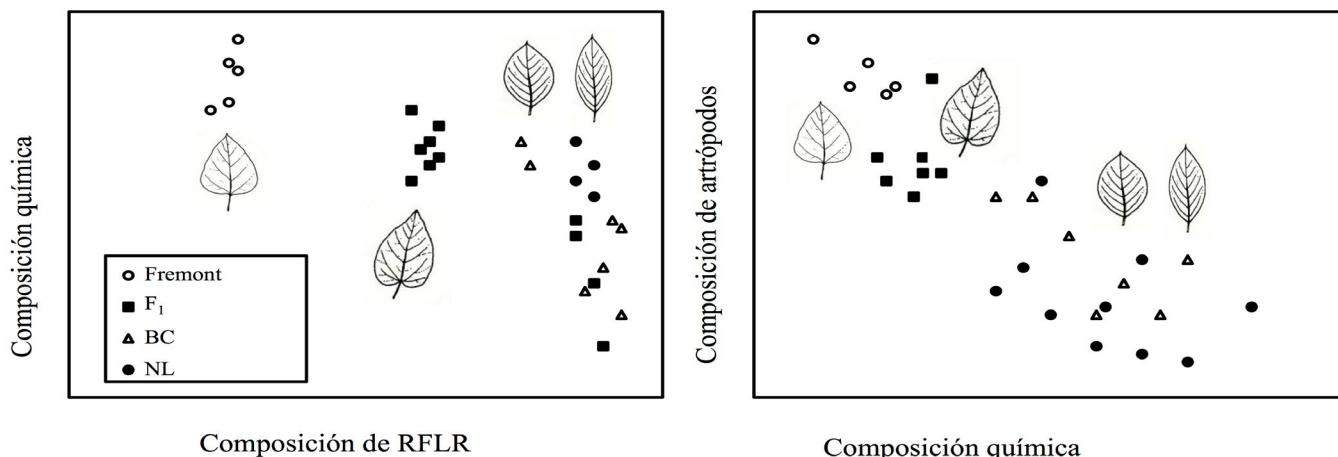 Composición química
Fremont
F₁
BC
NL
Composición de RFLR
Composición de artrópodos
Composición química